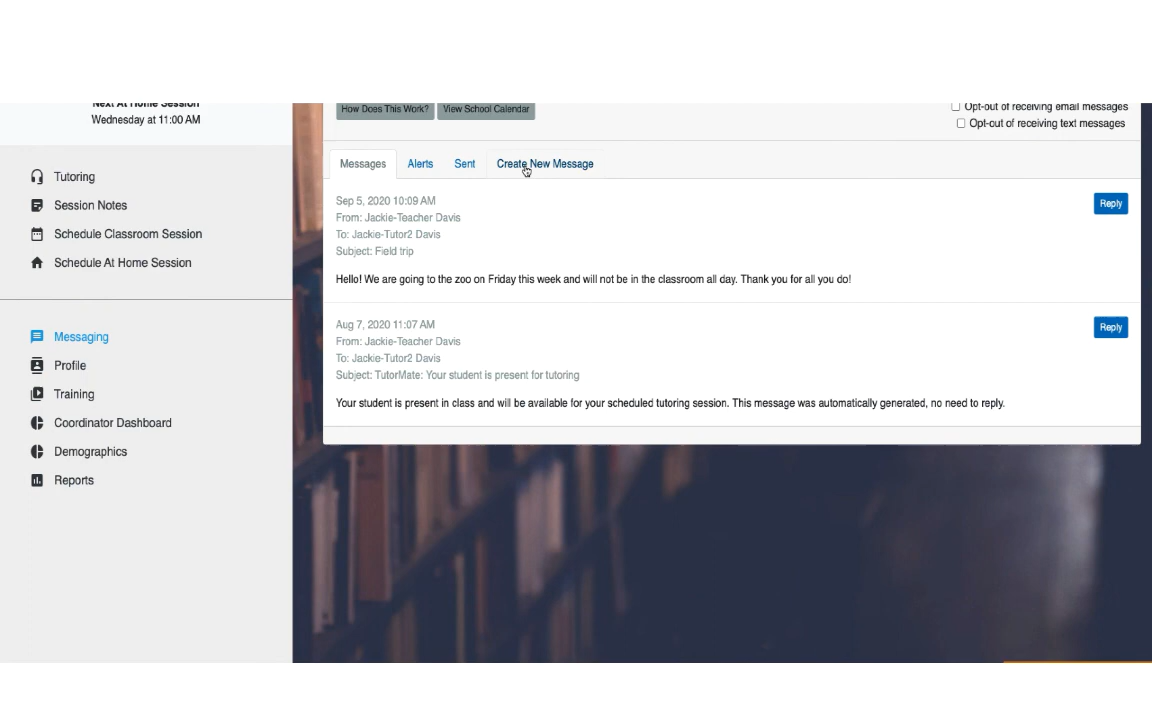 Next At Home Session
Wednesday at 11:00 AM
Tutoring
Session Notes
Schedule Classroom Session
Schedule At Home Session
Messaging
Profile
Training
Coordinator Dashboard
Demographics
Reports
How Does This Work?
View School Calendar
Opt-out of receiving email messages
Opt-out of receiving text messages
Messages
Alerts
Sent
Create New Message
Sep 5, 2020 10:09 AM
From: Jackie-Teacher Davis
To: Jackie-Tutor2 Davis
Subject: Field trip
Reply
Hello! We are going to the zoo on Friday this week and will not be in the classroom all day. Thank you for all you do!
Aug 7, 2020 11:07 AM
From: Jackie-Teacher Davis
To: Jackie-Tutor2 Davis
Subject: TutorMate: Your student is present for tutoring
Reply
Your student is present in class and will be available for your scheduled tutoring session. This message was automatically generated, no need to reply.